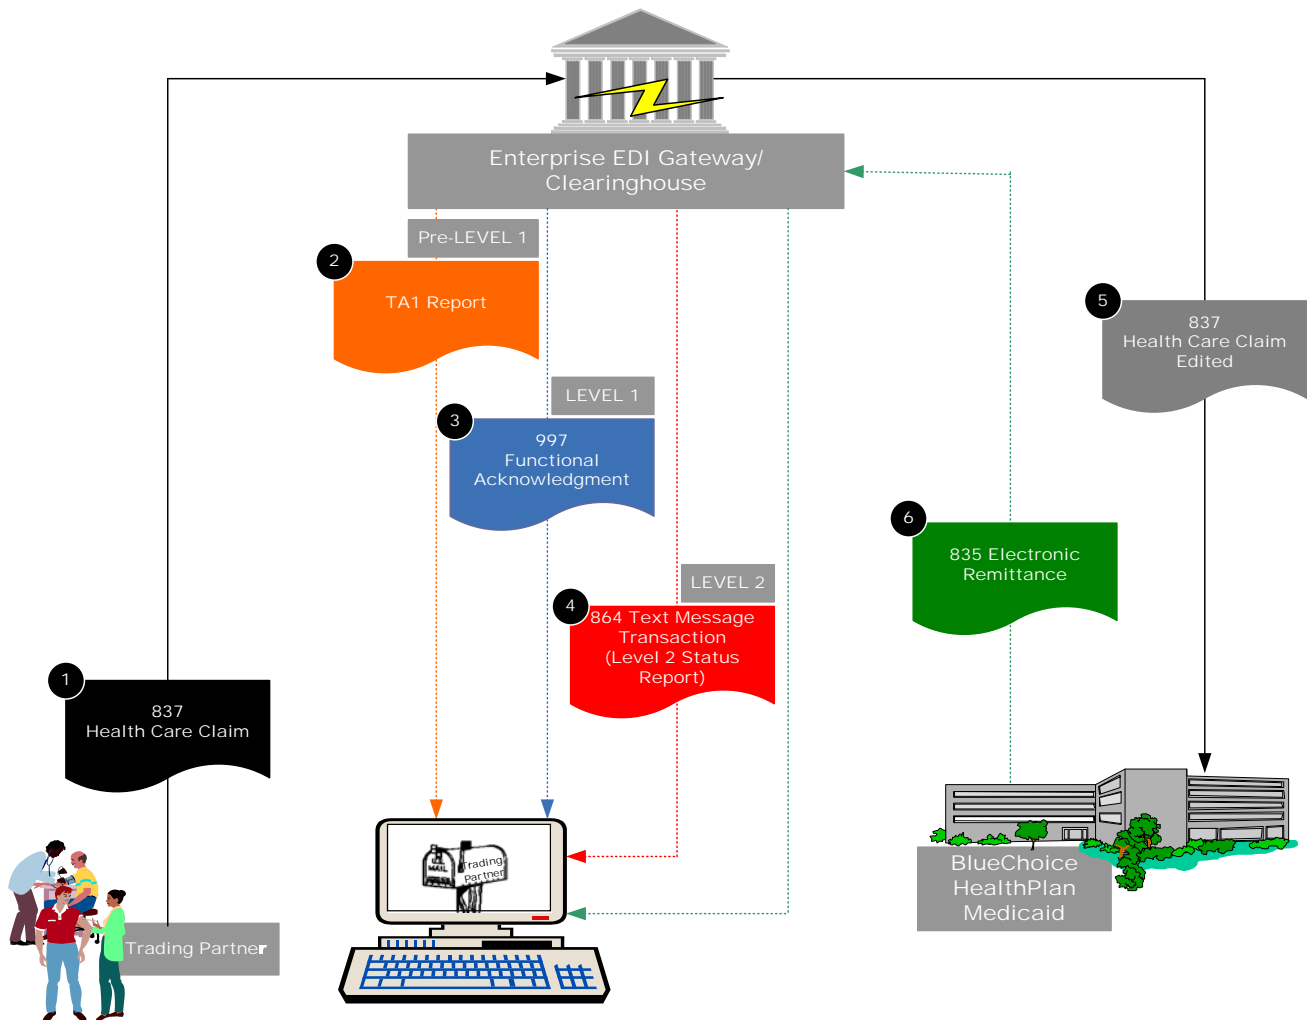 Enterprise EDI Gateway/
Clearinghouse
Pre-LEVEL 1
2
TA1 Report
LEVEL 1
3
997
Functional
Acknowledgment
LEVEL 2
4
864 Text Message
Transaction
(Level 2 Status
Report)
5
837
Health Care Claim
Edited
6
835 Electronic
Remittance
1
837
Health Care Claim
Trading Partner
MAIL
Trading
Partner
BlueChoice
HealthPlan
Medicaid